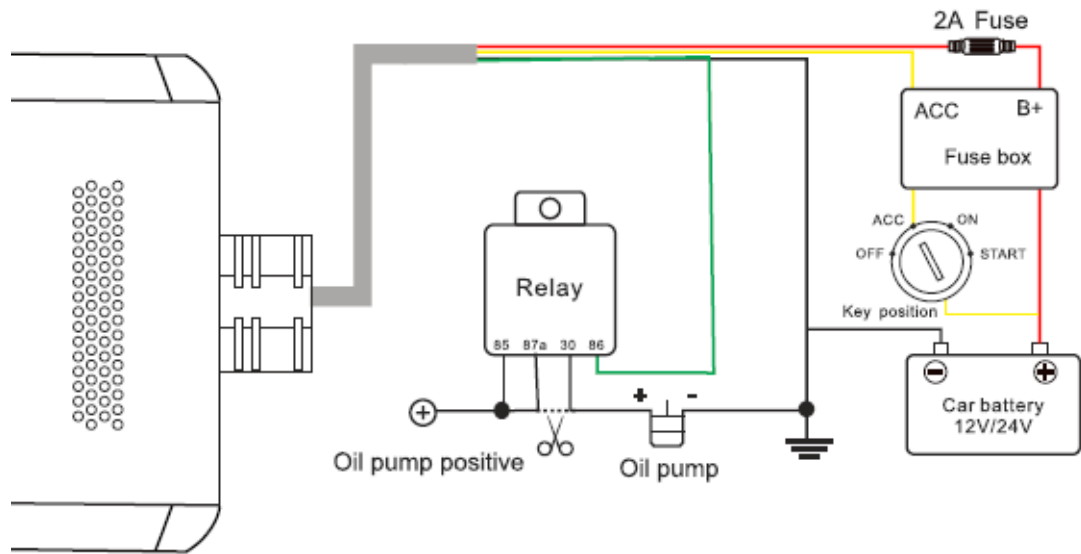 2A Fuse
ACC B+
Fuse box
ACC ON
OFF START
Key position
Relay
85 87a 30 86
+ -
Oil pump positive
Oil pump
- +
Car battery
12V/24V